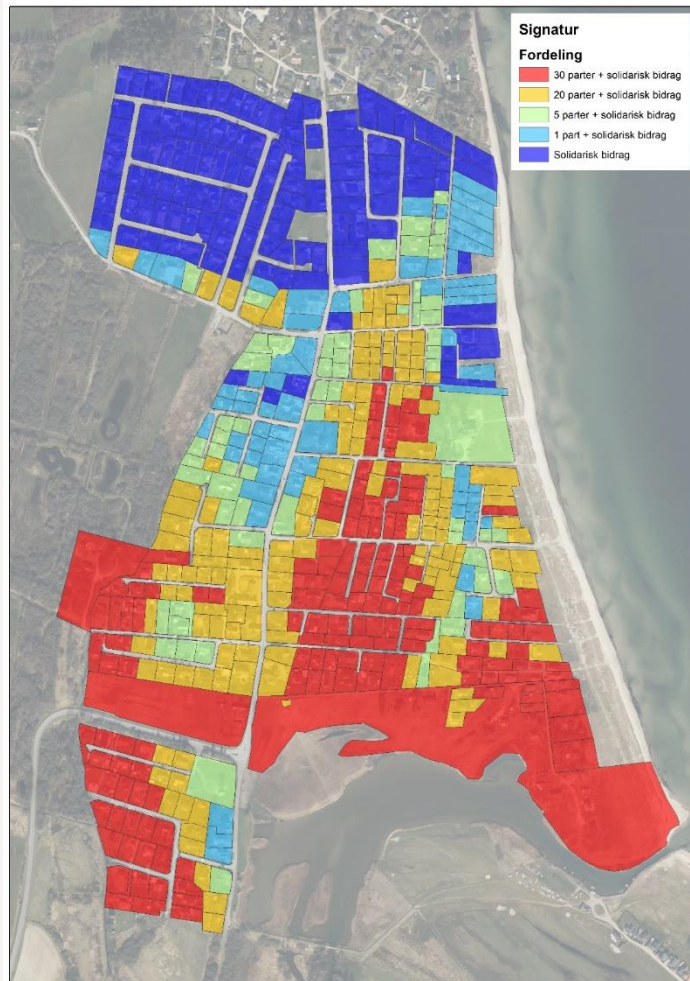 Signatur
Fordeling
30 parter + solidarisk bidrag
20 parter + solidarisk bidrag
5 parter + solidarisk bidrag
1 part + solidarisk bidrag
Solidarisk bidrag